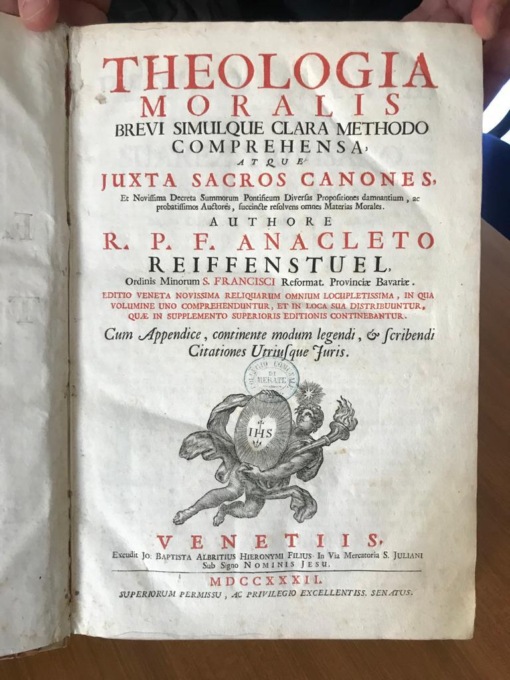 THEOLOGIA
MORALIS
BREVI SIMULQUE CLARA METHODO
COMPREHENSA,
ATQUE
JUXTA SACROS CANONES,
Et Novissima Decreta Summorum Pontificum Diversas Propositiones damnantium, ac
probatissimos Auctores, succincte resolvens omnes Materias Morales.
AUTHORE
R. P. F. ANACLETO
REIFFENSTUEL,
Ordinis Minorum S. FRANCISCI Reformat. Provinciæ Bavariæ.
EDITIO VENETA NOVISSIMA RELIQUARUM OMNIUM LOCUPLETISSIMA, IN QUA
VOLUMINE UNO COMPREHENDUNTUR, ET IN LOCA SUA DISTRIBUUNTUR,
QUÆ IN SUPPLEMENTO SUPERIORIS EDITIONIS CONTINEBANTUR.
Cum Appendice, continente modum legendi, & ſcribendi
Citationes Utriuſque Juris.
DI
MERATE
IHS
VENETIIS,
Excudit JO: BAPTISTA ALBRITIUS HIERONYMI FILIUS. In Via Mercatoria S. JULIANI
Sub Signo NOMINIS JESU.
MDCCXXXII.
SUPERIORUM PERMISSU, AC PRIVILEGIO EXCELLENTISS. SENATUS.